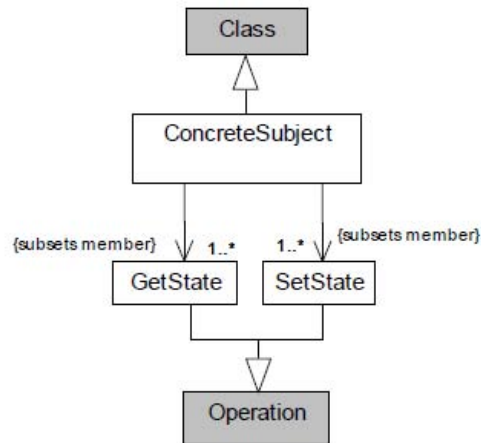 Class
ConcreteSubject
{subsets member} 1..* 1..* {subsets member}
GetState SetState
Operation